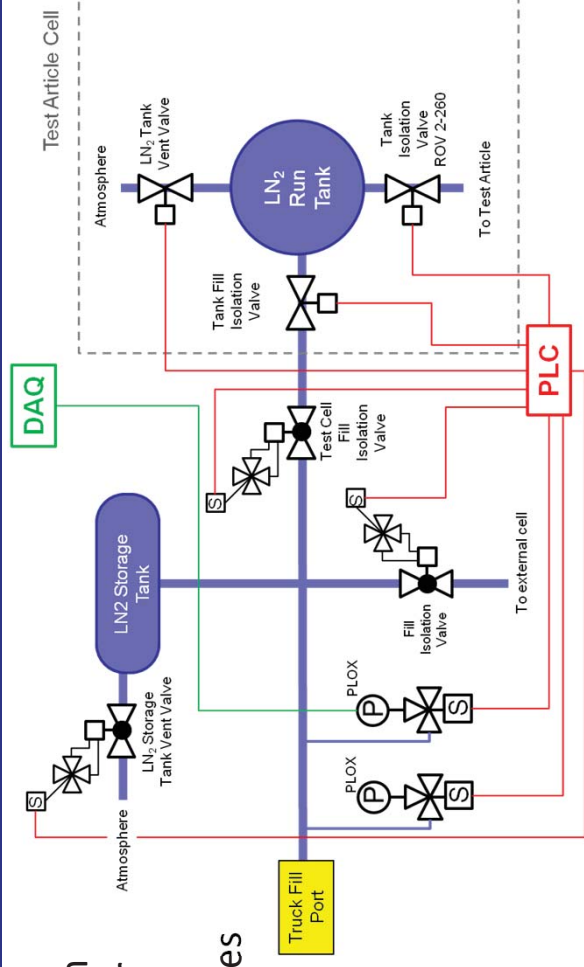 Test Article Cell
DAQ
Atmosphere
LN2 Tank
Vent Valve
LN2 Storage
Tank
Tank Fill
Isolation
Valve
LN2
Run
Tank
Tank
Isolation
Valve
ROV 2-260
To Test Article
S
LN2 Storage
Tank Vent Valve
Atmosphere
S
Test Cell
Fill
Isolation
Valve
S
Fill
Isolation
Valve
To external cell
PLOX
P
S
PLOX
P
S
PLC
Truck Fill
Port
es